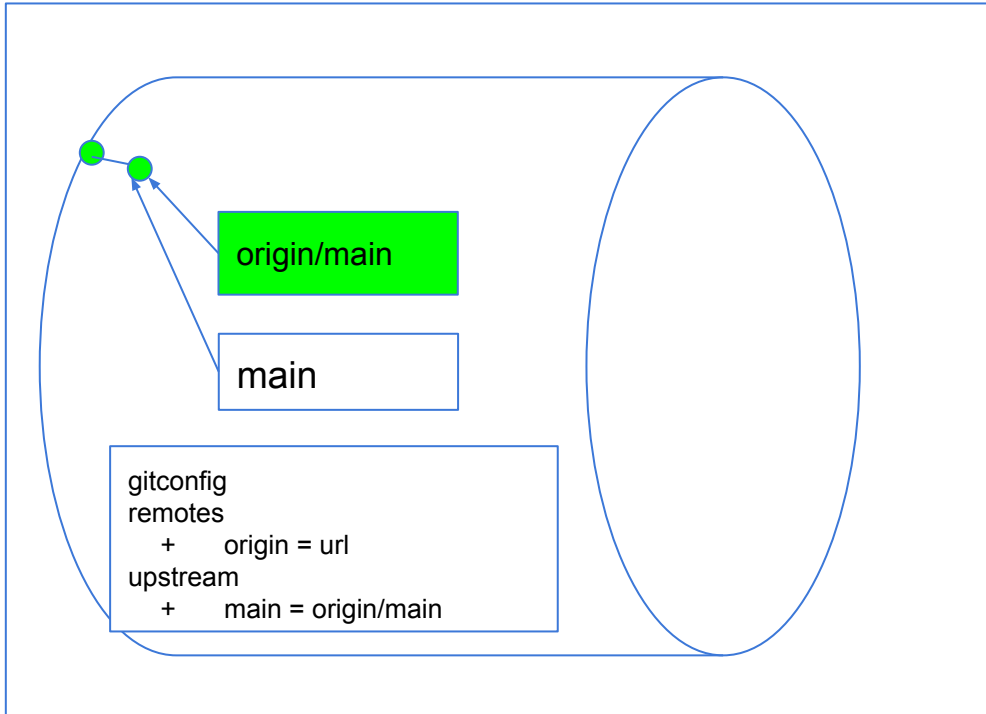 origin/main
main
gitconfig
remotes
+ origin = url
upstream
+ main = origin/main